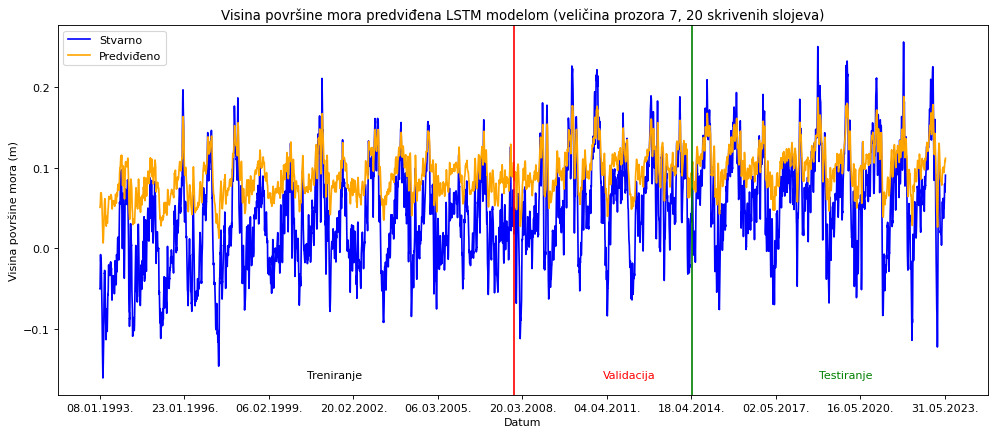 Visina površine mora predviđena LSTM modelom (veličina prozora 7, 20 skrivenih slojeva)
Stvarno
Predviđeno
0.2
0.1
0.0
−0.1
Visina površine mora (m)
Treniranje
Validacija
Testiranje
08.01.1993. 23.01.1996. 06.02.1999. 20.02.2002. 06.03.2005. 20.03.2008. 04.04.2011. 18.04.2014. 02.05.2017. 16.05.2020. 31.05.2023.
Datum